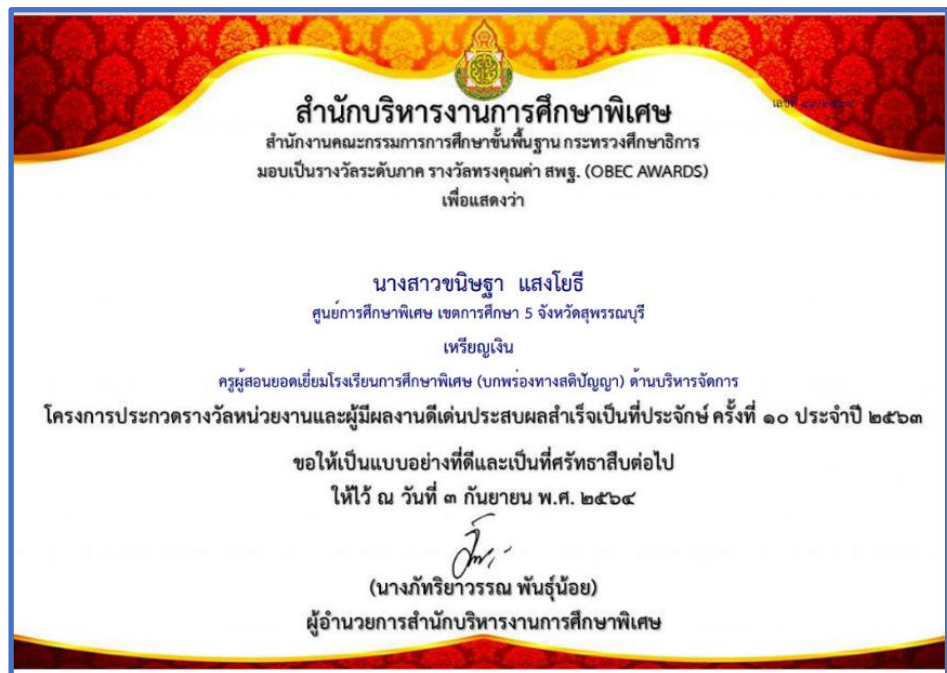 สำนักบริหารงานการศึกษาพิเศษ
เลขที่
สำนักงานคณะกรรมการการศึกษาขั้นพื้นฐาน กระทรวงศึกษาธิการ
มอบเป็นรางวัลระดับภาค รางวัลทรงคุณค่า สพฐ. (OBEC AWARDS)
เพื่อแสดงว่า
นางสาวขนิษฐา แสงโยธี
ศูนย์การศึกษาพิเศษ เขตการศึกษา 5 จังหวัดสุพรรณบุรี
เหรียญเงิน
ครูผู้สอนยอดเยี่ยมโรงเรียนการศึกษาพิเศษ (บกพร่องทางสติปัญญา) ด้านบริหารจัดการ
โครงการประกวดรางวัลหน่วยงานและผู้มีผลงานดีเด่นประสบผลสำเร็จเป็นที่ประจักษ์ ครั้งที่ ๑๐ ประจำปี ๒๕๖๓
ขอให้เป็นแบบอย่างที่ดีและเป็นที่ศรัทธาสืบต่อไป
ให้ไว้ ณ วันที่ ๓ กันยายน พ.ศ. ๒๕๖๔
(นางภัทริยาวรรณ พันธุ์น้อย)
ผู้อำนวยการสำนักบริหารงานการศึกษาพิเศษ